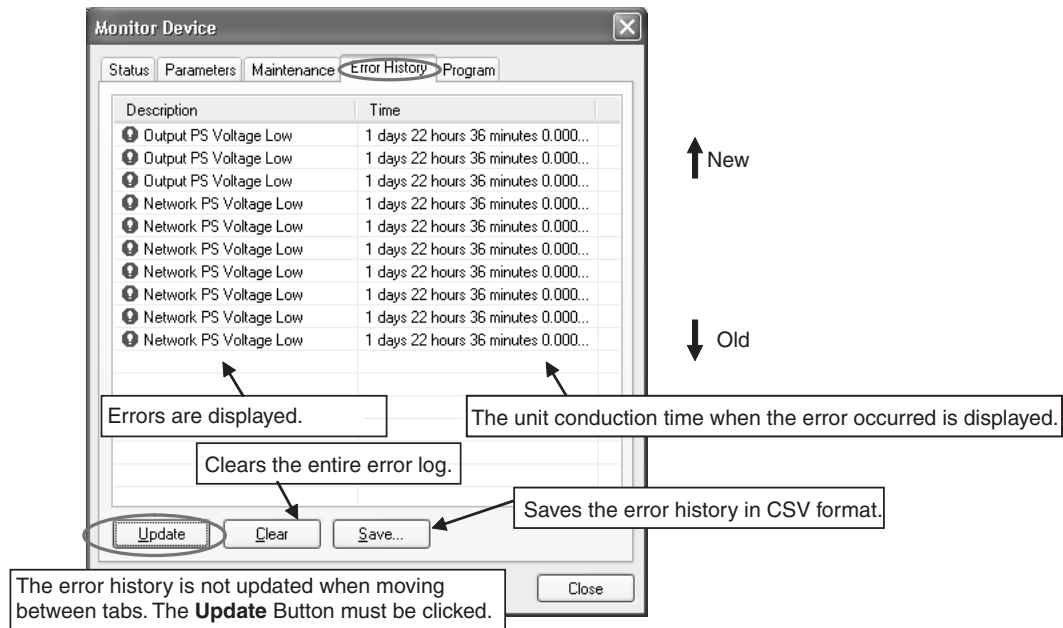 Monitor Device
Status Parameters Maintenance Error History Program
Description Time
Output PS Voltage Low 1 days 22 hours 36 minutes 0.000...
Output PS Voltage Low 1 days 22 hours 36 minutes 0.000...
Output PS Voltage Low 1 days 22 hours 36 minutes 0.000...
Network PS Voltage Low 1 days 22 hours 36 minutes 0.000...
Network PS Voltage Low 1 days 22 hours 36 minutes 0.000...
Network PS Voltage Low 1 days 22 hours 36 minutes 0.000...
Network PS Voltage Low 1 days 22 hours 36 minutes 0.000...
Network PS Voltage Low 1 days 22 hours 36 minutes 0.000...
Network PS Voltage Low 1 days 22 hours 36 minutes 0.000...
Network PS Voltage Low 1 days 22 hours 36 minutes 0.000...
New
Old
Errors are displayed.
The unit conduction time when the error occurred is displayed.
Clears the entire error log.
Saves the error history in CSV format.
Update Clear Save...
The error history is not updated when moving
between tabs. The Update Button must be clicked.
Close